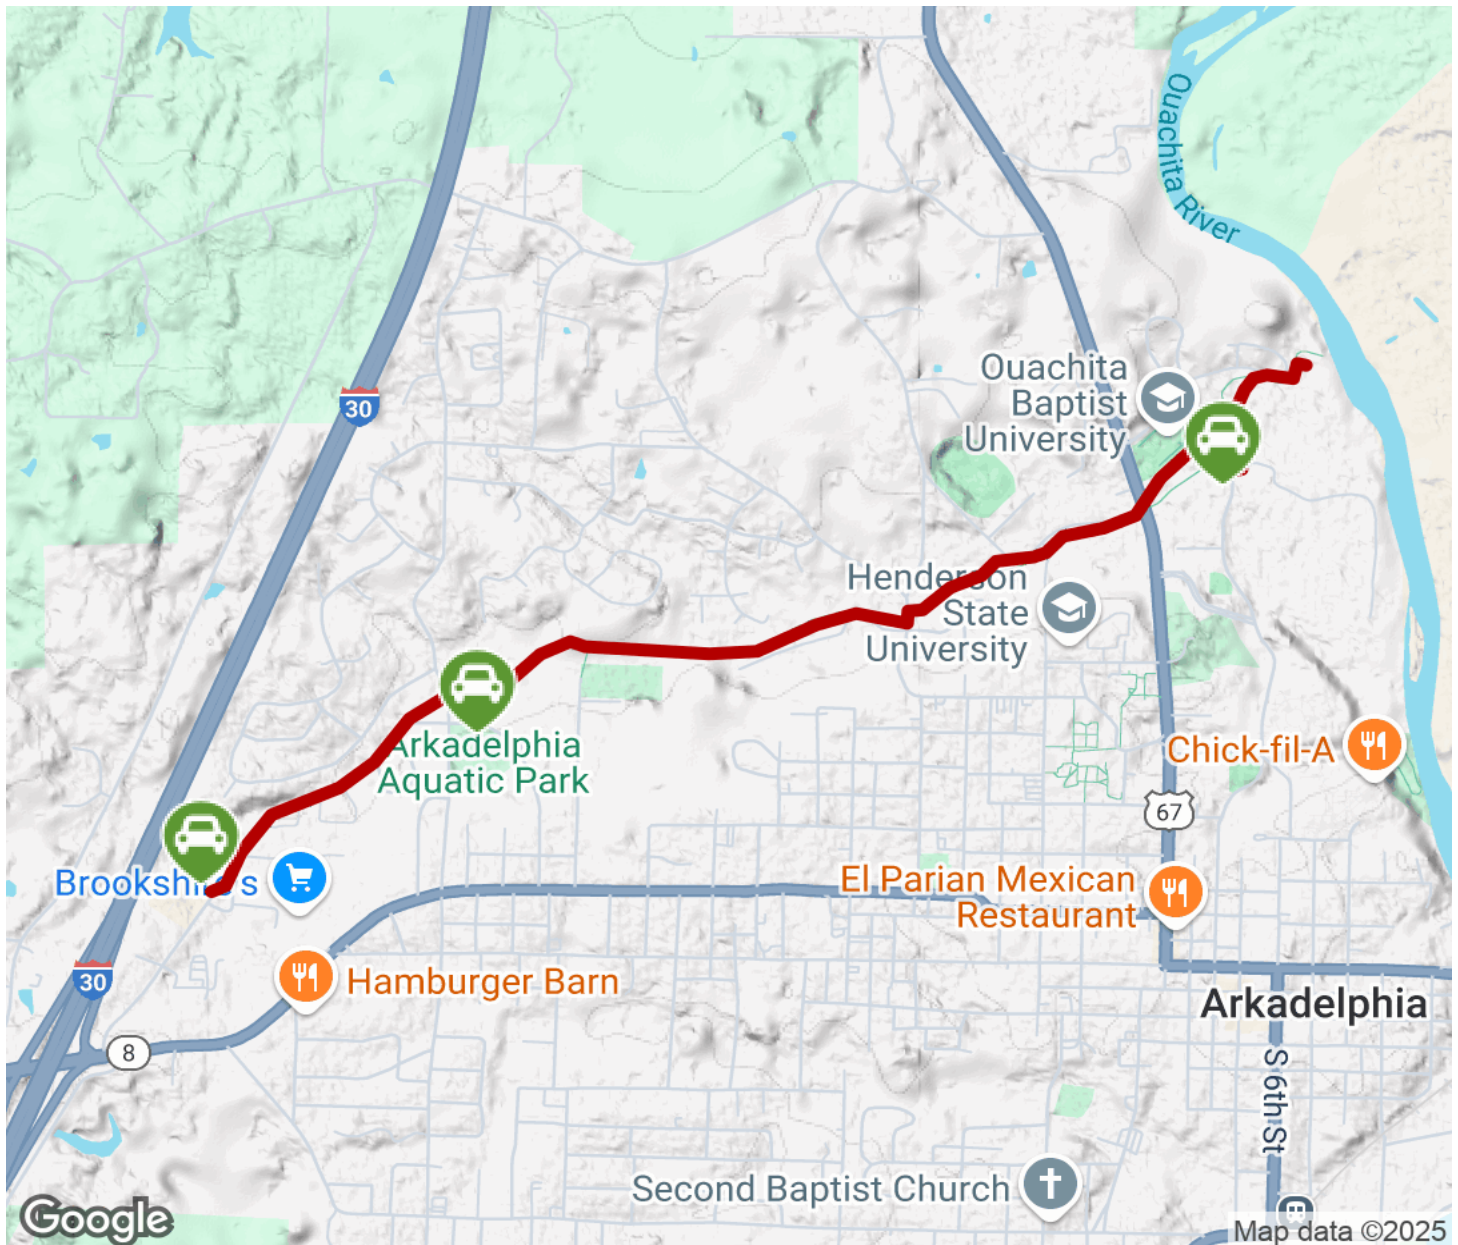 Ouachita River
30
Ouachita
Baptist
University
Henderson
State
University
Arkadelphia
Aquatic Park
Chick-fil-A
67
Brookshire's
El Parian Mexican
Restaurant
30
Hamburger Barn
Arkadelphia
8
S 6th St
Second Baptist Church
Google
Map data ©2025